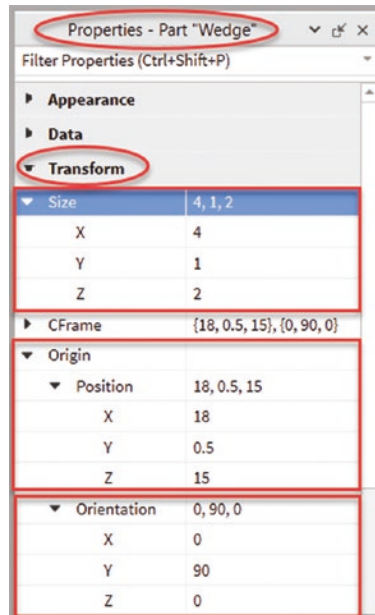 Properties - Part "Wedge"
Filter Properties (Ctrl+Shift+P)
Appearance
Data
Transform
Size 4, 1, 2
X 4
Y 1
Z 2
CFrame {18, 0.5, 15}, {0, 90, 0}
Origin
Position 18, 0.5, 15
X 18
Y 0.5
Z 15
Orientation 0, 90, 0
X 0
Y 90
Z 0